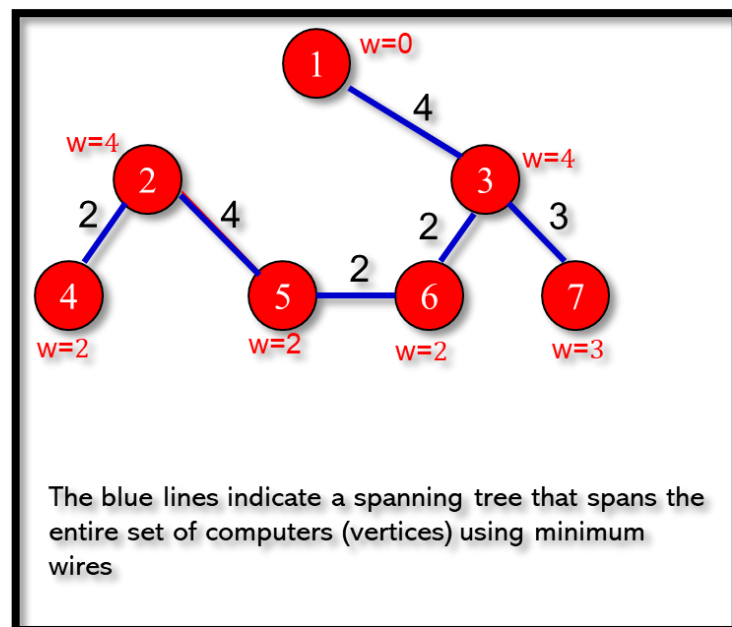 1 w=0
4
w=4 2
3 w=4
2 4 2 3
2
4 5 6 7
w=2 w=2 w=2 w=3
The blue lines indicate a spanning tree that spans the
entire set of computers (vertices) using minimum
wires